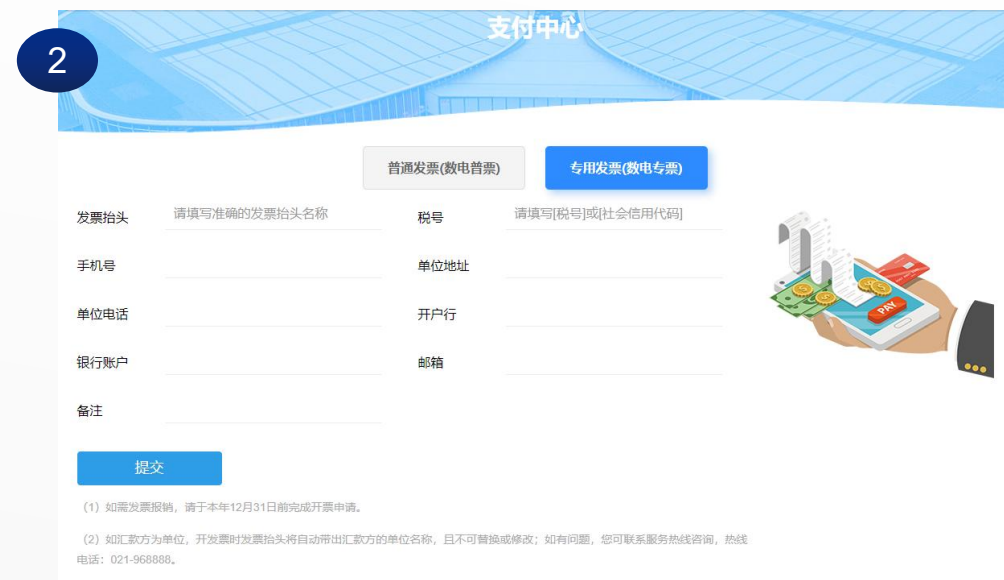 支付中心
2
普通发票(数电普票)
专用发票(数电专票)
发票抬头 请填写准确的发票抬头名称 税号 请填写[税号]或[社会信用代码]
手机号 单位地址
单位电话 开户行
银行账户 邮箱
备注
PAY
提交
（1）如需发票报销，请于本年12月31日前完成开票申请。
（2）如汇款方为单位，开发票时发票抬头将自动带出汇款方的单位名称，且不可替换或修改；如有问题，您可联系服务热线咨询，热线
电话：021-968888。